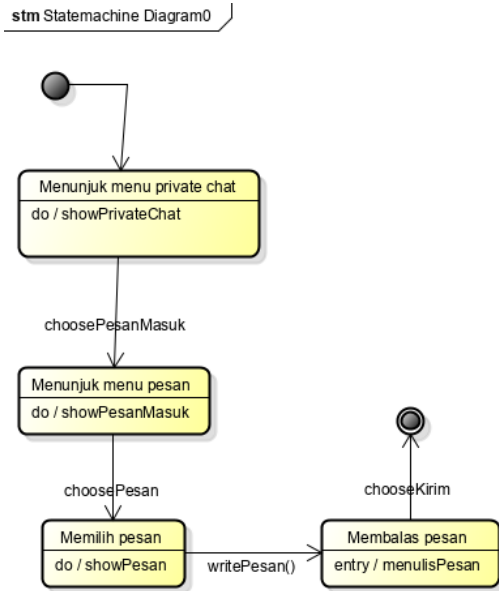 stm Statemachine Diagram0
Menunjuk menu private chat
do / showPrivateChat
choosePesanMasuk
Menunjuk menu pesan
do / showPesanMasuk
choosePesan
chooseKirim
Memilih pesan
do / showPesan
writePesan()
Membalas pesan
entry / menulisPesan